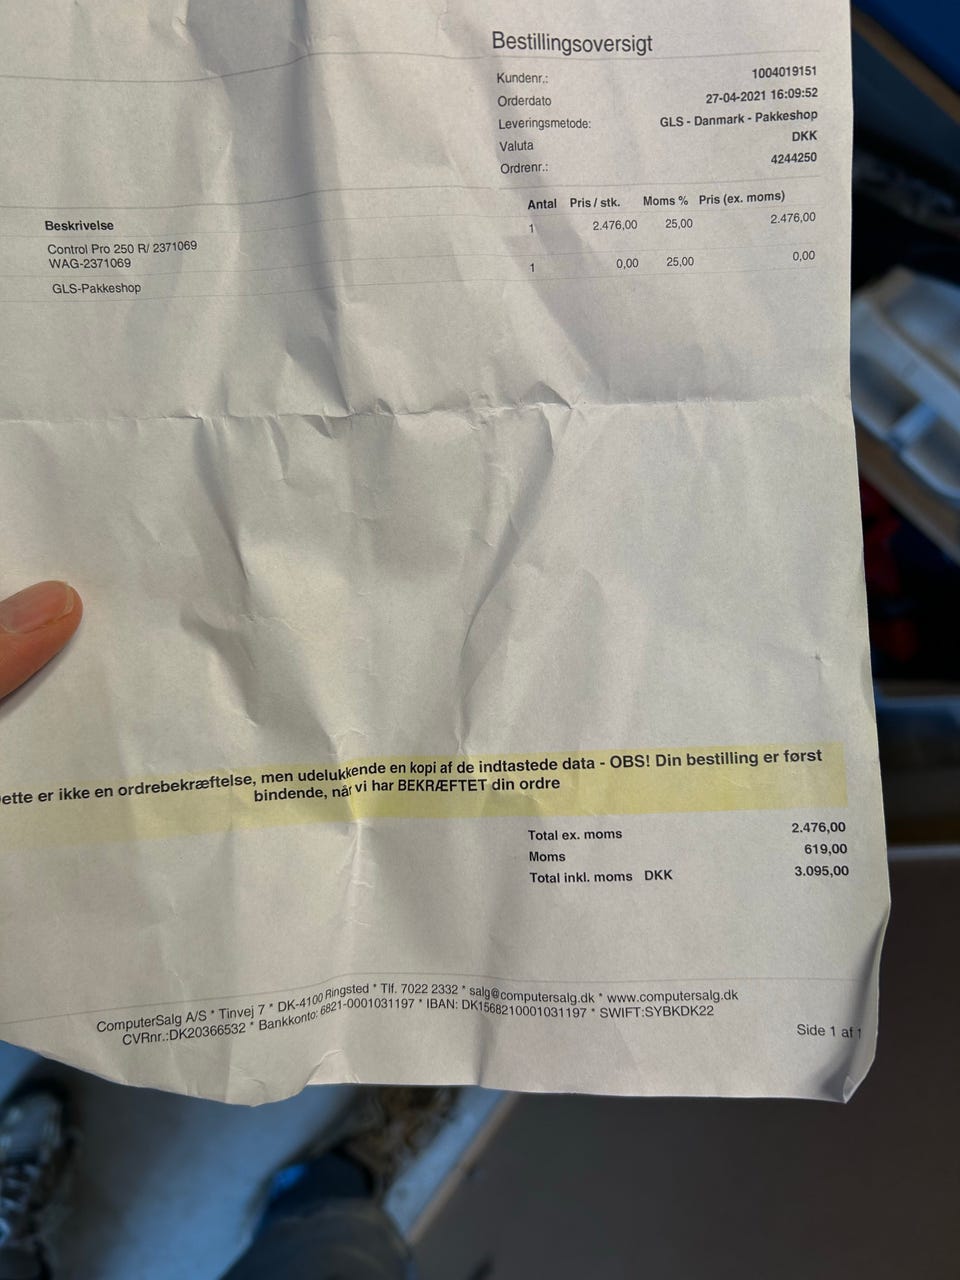 Bestillingsoversigt
Kundenr.: 1004019151
Orderdato 27-04-2021 16:09:52
Leveringsmetode: GLS - Danmark - Pakkeshop
Valuta DKK
Ordrenr.: 4244250
Beskrivelse Antal Pris / stk. Moms % Pris (ex. moms)
Control Pro 250 R/ 2371069 1 2.476,00 25,00 2.476,00
WAG-2371069
GLS-Pakkeshop 1 0,00 25,00 0,00
ette er ikke en ordrebekræftelse, men udelukkende en kopi af de indtastede data - OBS! Din bestilling er først
bindende, når vi har BEKRÆFTET din ordre
Total ex. moms 2.476,00
Moms 619,00
Total inkl. moms DKK 3.095,00
ComputerSalg A/S * Tinvej 7 * DK-4100 Ringsted * Tlf. 7022 2332 * salg@computersalg.dk * www.computersalg.dk
CVRnr.:DK20366532 * Bankkonto: 6821-0001031197 * IBAN: DK1568210001031197 * SWIFT:SYBKDK22
Side 1 af 1